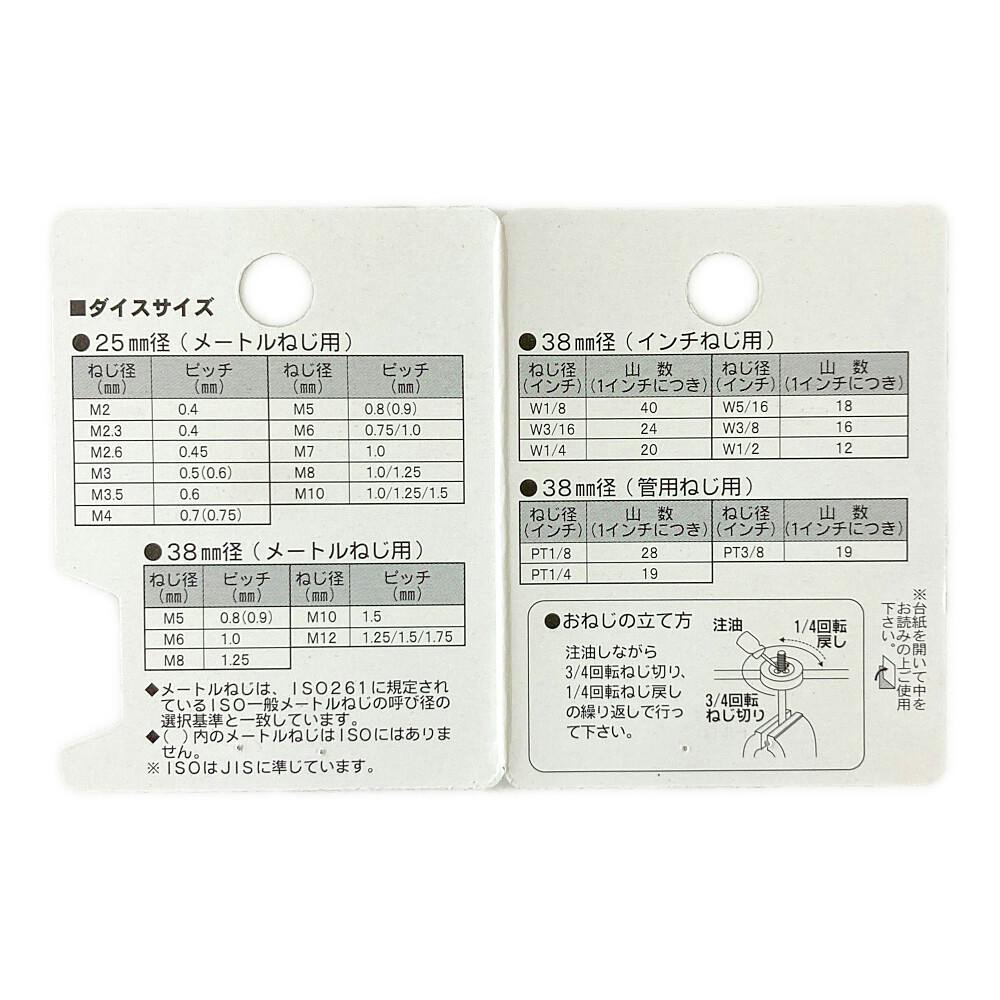 ■ダイスサイズ
●25mm径(メートルねじ用)
ねじ径(mm) ピッチ(mm) ねじ径(mm) ピッチ(mm)
M2 0.4 M5 0.8(0.9)
M2.3 0.4 M6 0.75/1.0
M2.6 0.45 M7 1.0
M3 0.5(0.6) M8 1.0/1.25
M3.5 0.6 M10 1.0/1.25/1.5
M4 0.7(0.75)
●38mm径(メートルねじ用)
ねじ径(mm) ピッチ(mm) ねじ径(mm) ピッチ(mm)
M5 0.8(0.9) M10 1.5
M6 1.0 M12 1.25/1.5/1.75
M8 1.25
◆メートルねじは、ISO261に規定され
ているISO一般メートルねじの呼び径の
選択基準と一致しています。
◆( )内のメートルねじはISOにはありま
せん。
※ISOはJISに準じています。
●38mm径(インチねじ用)
ねじ径(インチ) 山数(1インチにつき) ねじ径(インチ) 山数(1インチにつき)
W1/8 40 W5/16 18
W3/16 24 W3/8 16
W1/4 20 W1/2 12
●38mm径(管用ねじ用)
ねじ径(インチ) 山数(1インチにつき) ねじ径(インチ) 山数(1インチにつき)
PT1/8 28 PT3/8 19
PT1/4 19
●おねじの立て方
注油しながら
3/4回転ねじ切り、
1/4回転ねじ戻し
の繰り返しで行っ
て下さい。
注油
1/4回転
戻し
3/4回転
ねじ切り
※台紙を開いて中を
お読みの上ご使用
下さい。